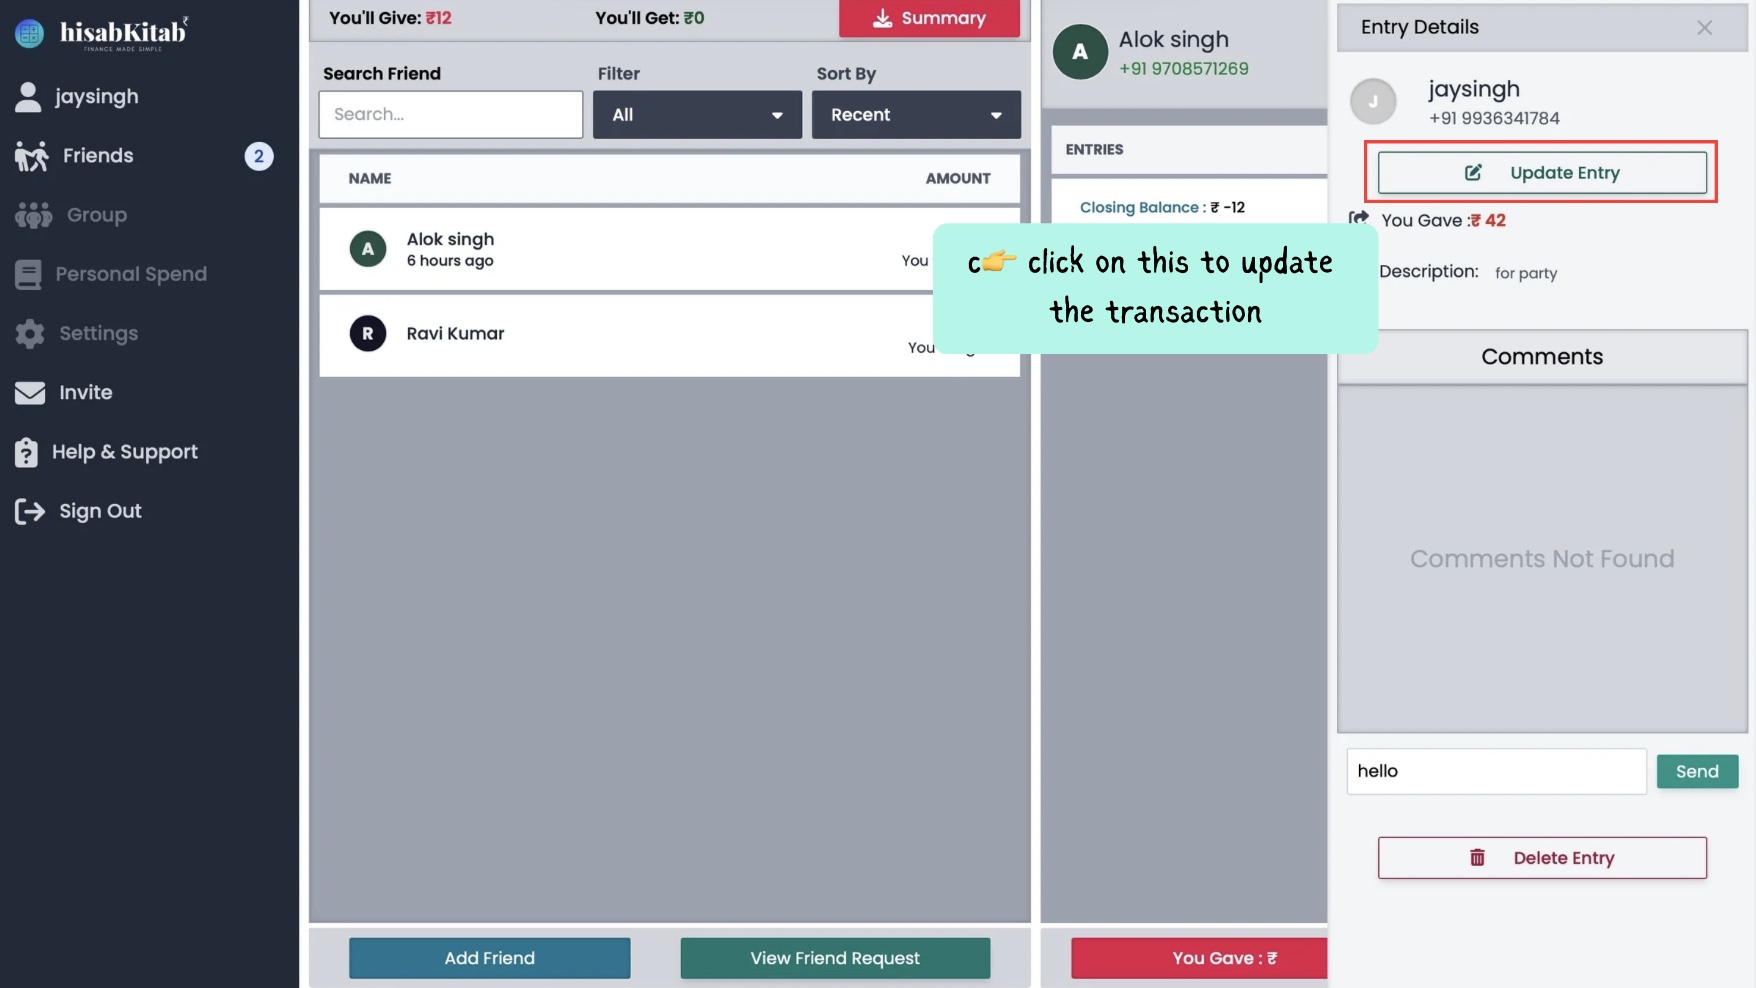 hisabKitab₹
FINANCE MADE SIMPLE
jaysingh
Friends 2
Group
Personal Spend
Settings
Invite
Help & Support
Sign Out
You'll Give: ₹12 You'll Get: ₹0 Summary
Search Friend Filter Sort By
Search... All Recent
NAME AMOUNT
A Alok singh
6 hours ago You
R Ravi Kumar
You
Add Friend View Friend Request
A Alok singh
+91 9708571269
ENTRIES
Closing Balance : ₹ -12
c👉 click on this to update
the transaction
You Gave : ₹
Entry Details
J jaysingh
+91 9936341784
Update Entry
You Gave :₹ 42
Description: for party
Comments
Comments Not Found
hello Send
Delete Entry